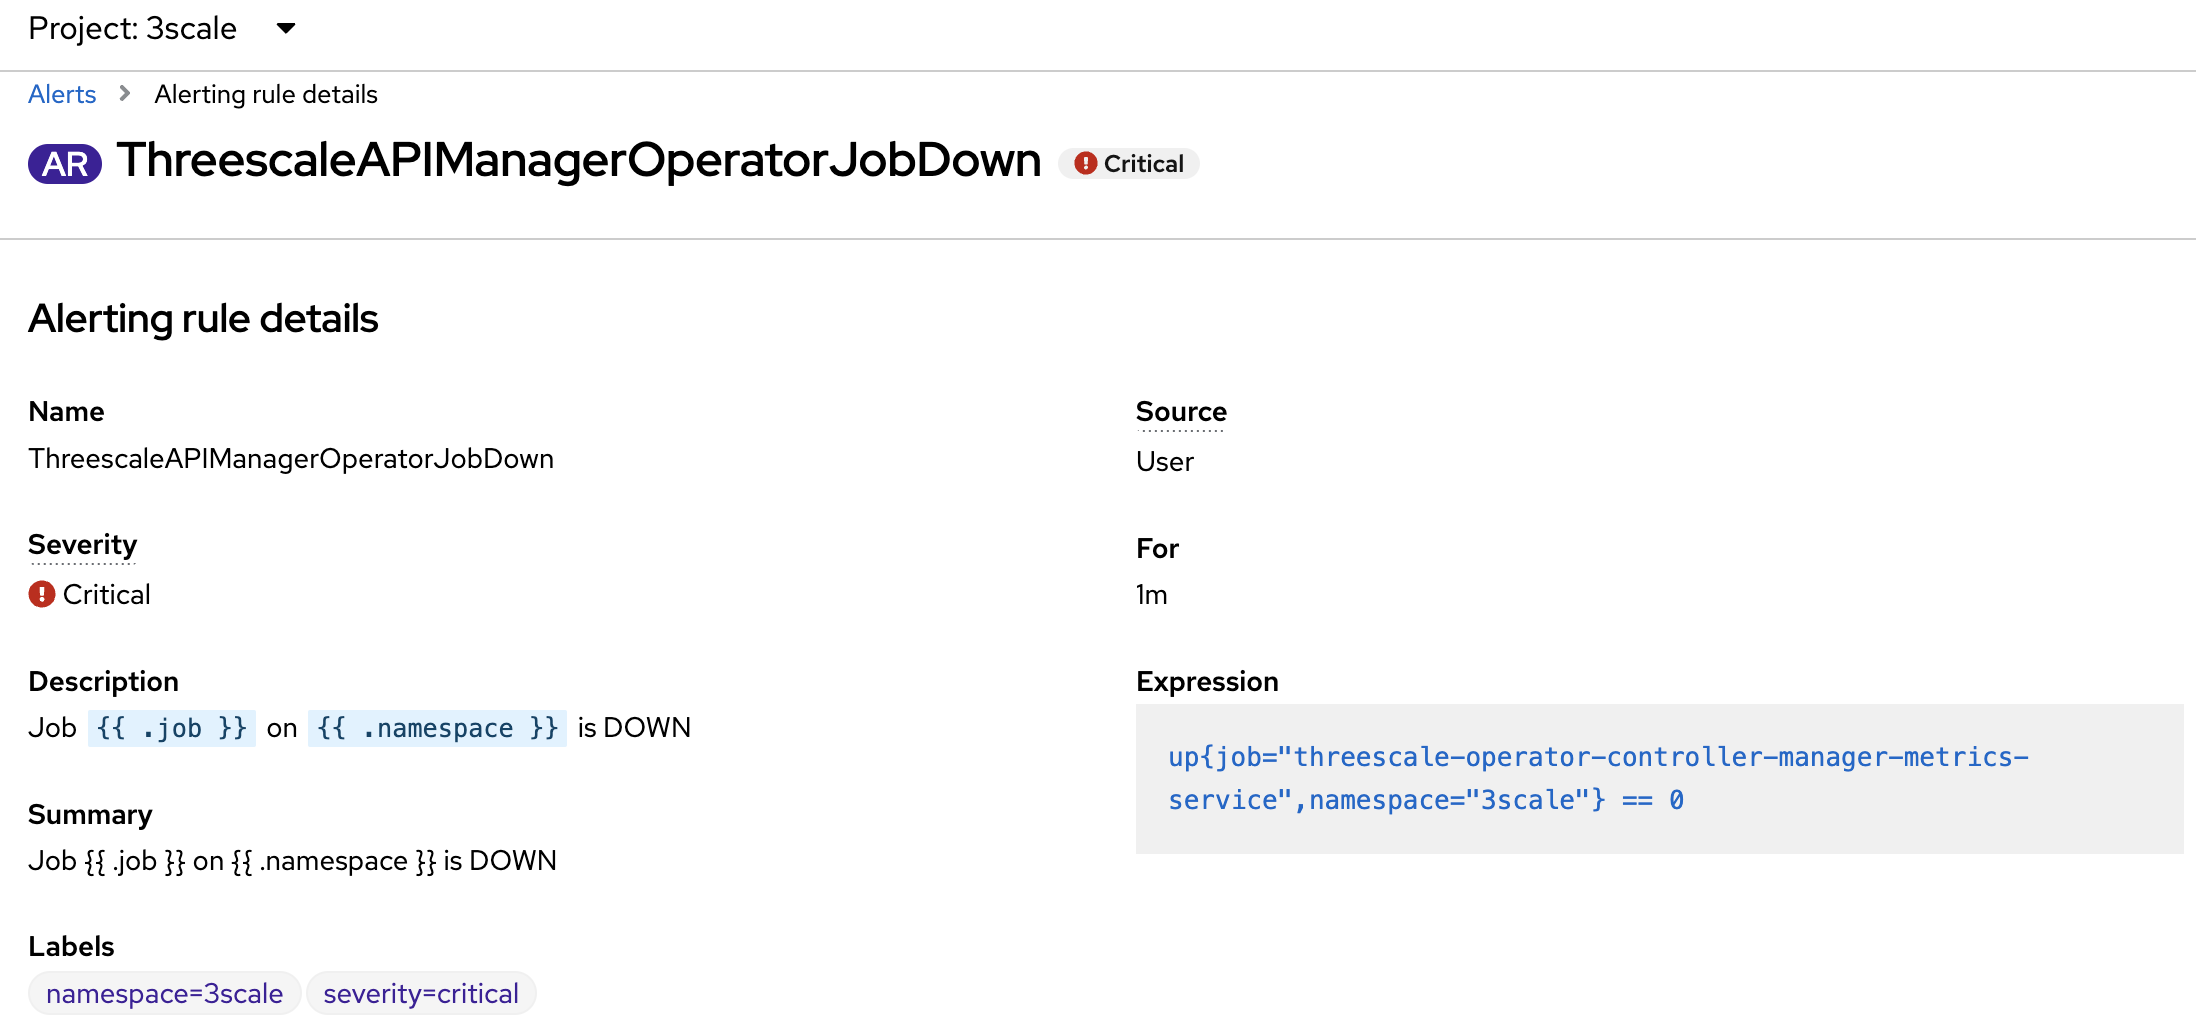 Project: 3scale
Alerts > Alerting rule details
AR ThreescaleAPIManagerOperatorJobDown Critical
Alerting rule details
Name
ThreescaleAPIManagerOperatorJobDown
Source
User
Severity
Critical
For
1m
Description
Job {{ .job }} on {{ .namespace }} is DOWN
Expression
up{job="threescale-operator-controller-manager-metrics-
service",namespace="3scale"} == 0
Summary
Job {{ .job }} on {{ .namespace }} is DOWN
Labels
namespace=3scale severity=critical